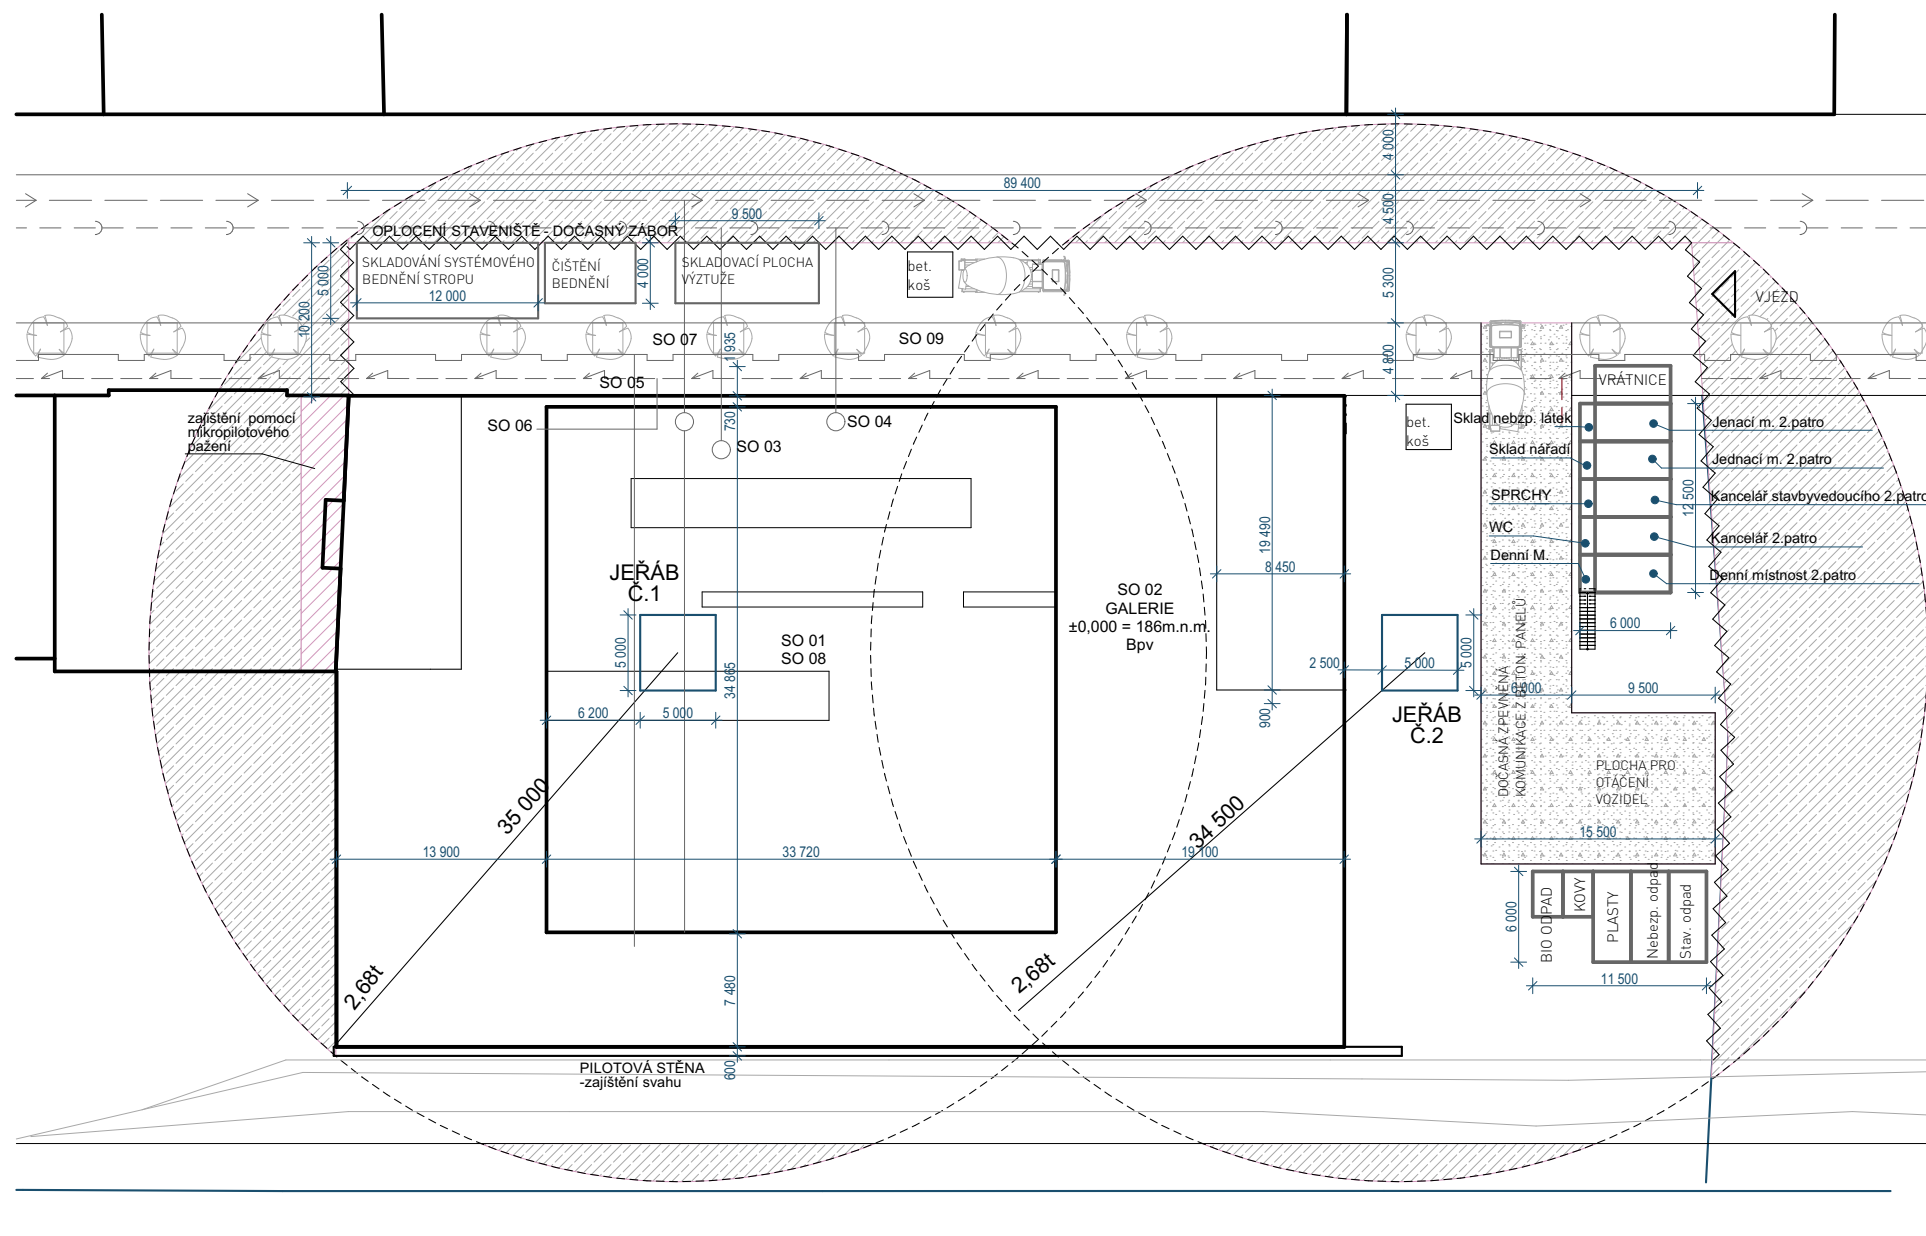 4 000
89 400
4 500
9 500
OPLOCENÍ STAVENIŠTĚ - DOČASNÝ ZÁBOR
SKLADOVÁNÍ SYSTÉMOVÉHO
BEDNĚNÍ STROPU
12 000
ČIŠTĚNÍ
BEDNĚNÍ
4 000
SKLADOVACÍ PLOCHA
VÝZTUŽE
bet.
koš
5 000
10 200
5 300
VJEZD
SO 07
1 935
SO 09
4 800
SO 05
VRÁTNICE
zajištění pomocí
mikropilotového
pažení
SO 06
730
SO 04
SO 03
bet.
koš
Sklad nebzp. látek
Jenací m. 2.patro
Sklad nářadí
Jednací m. 2.patro
SPRCHY
12 500
Kancelář stavbyvedoucího 2.patro
WC
Kancelář 2.patro
Denní M.
Denní místnost 2.patro
19 490
8 450
JEŘÁB
Č.1
SO 02
GALERIE
±0,000 = 186m.n.m.
Bpv
5 000
SO 01
SO 08
34 865
6 200
5 000
2 500
5 000
5 000
6 000
6 000
9 500
900
JEŘÁB
Č.2
DOČASNÁ ZPEVNĚNÁ
KOMUNIKACE Z BETON. PANELŮ
PLOCHA PRO
OTÁČENÍ
VOZIDEL
35 000
34 500
15 500
13 900
33 720
19 100
6 000
BIO ODPAD
KOVY
PLASTY
Nebezp. odpad
Stav. odpad
11 500
2,68t
2,68t
7 480
600
PILOTOVÁ STĚNA
-zajíštění svahu